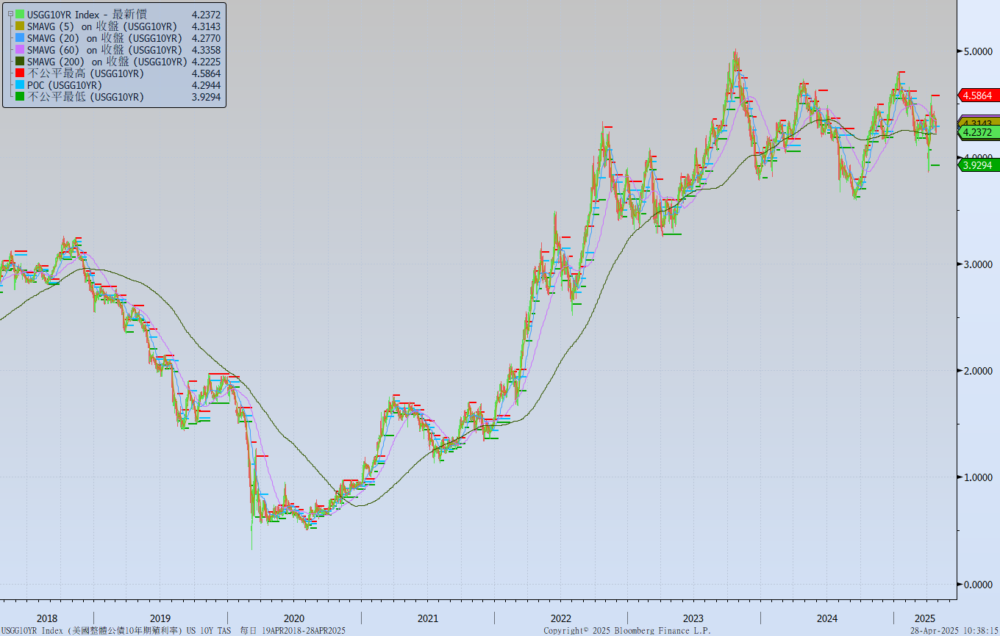 USGG10YR Index - 最新價 4.2372
SMAVG (5) on 收盤 (USGG10YR) 4.3143
SMAVG (20) on 收盤 (USGG10YR) 4.2770
SMAVG (60) on 收盤 (USGG10YR) 4.3358
SMAVG (200) on 收盤 (USGG10YR) 4.2225
不公平最高 (USGG10YR) 4.5864
POC (USGG10YR) 4.2944
不公平最低 (USGG10YR) 3.9294
5.0000
4.5864
4.3143
4.2372
4.0000
3.9294
3.0000
2.0000
1.0000
0.0000
2018 2019 2020 2021 2022 2023 2024 2025
USGG10YR Index (美國整體公債10年期殖利率) US 10Y TAS 每日 19APR2018-28APR2025 Copyright© 2025 Bloomberg Finance L.P. 28-Apr-2025 10:38:15